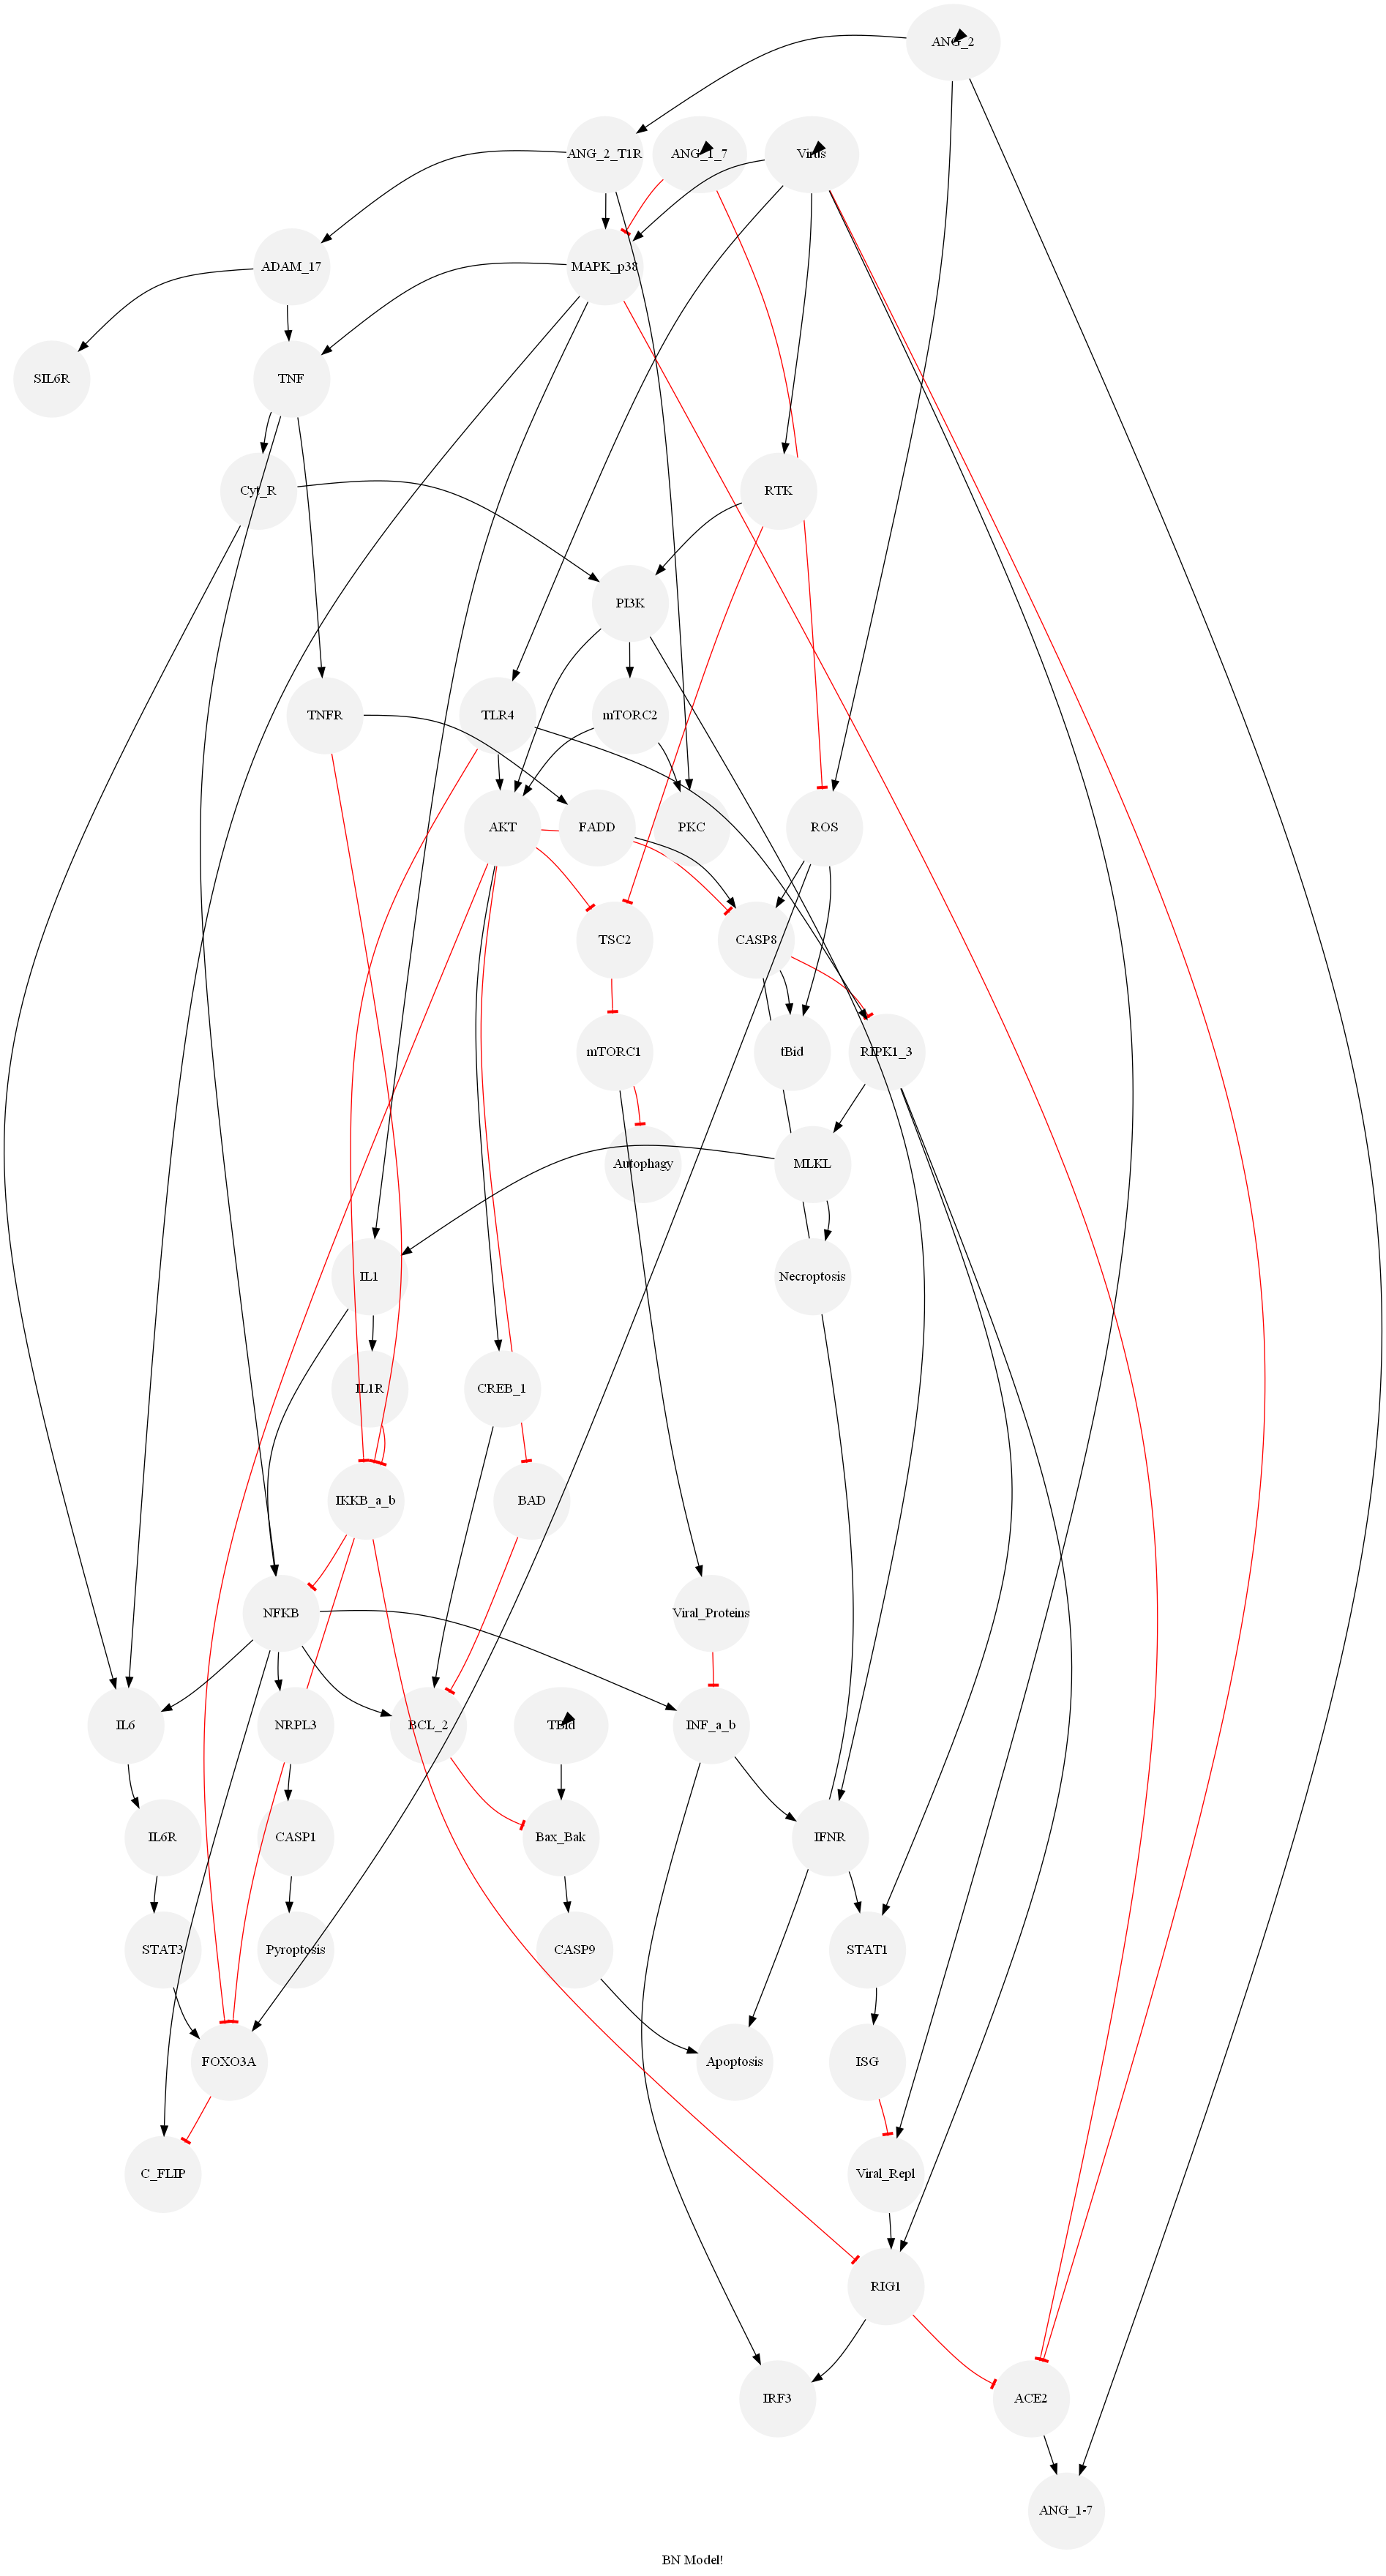 ANG_2
ANG_2_T1R
ANG_1_7
Virus
ADAM_17
MAPK_p38
SIL6R
TNF
Cyt_R
RTK
PI3K
TNFR
TLR4
mTORC2
AKT
FADD
PKC
ROS
TSC2
CASP8
mTORC1
tBid
RIPK1_3
Autophagy
MLKL
IL1
Necroptosis
IL1R
CREB_1
IKKB_a_b
BAD
NFKB
Viral_Proteins
IL6
NRPL3
BCL_2
TBid
INF_a_b
IL6R
CASP1
Bax_Bak
IFNR
STAT3
Pyroptosis
CASP9
STAT1
FOXO3A
Apoptosis
ISG
C_FLIP
Viral_Repl
RIG1
IRF3
ACE2
ANG_1-7
BN Model!